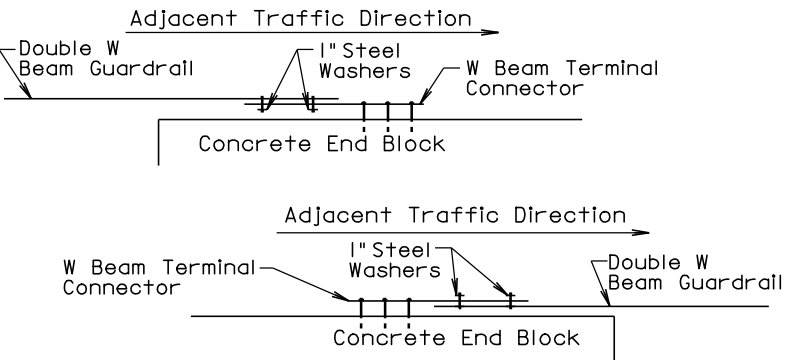 Adjacent Traffic Direction
Double W
Beam Guardrail
1" Steel
Washers
W Beam Terminal
Connector
Concrete End Block
Adjacent Traffic Direction
W Beam Terminal
Connector
1" Steel
Washers
Double W
Beam Guardrail
Concrete End Block